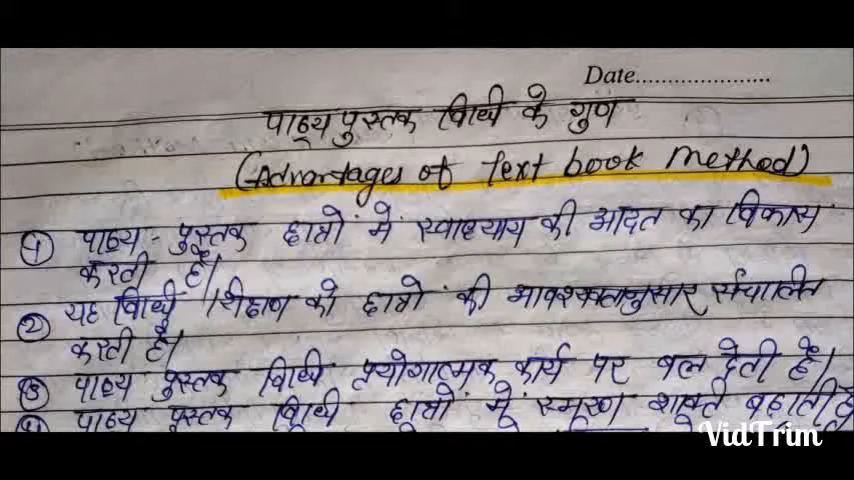 Date.....................
पाठ्य पुस्तक विधि के गुण
(Advantages of Text book Method)
① पाठ्य - पुस्तक छात्रों में स्वाध्याय की आदत का विकास
करती है।
② यह विधि शिक्षण को छात्रों की आवश्यकतानुसार संचालित
करती है।
③ पाठ्य पुस्तक विधि प्रयोगात्मक कार्य पर बल देती है।
④ पाठ्य पुस्तक विधि छात्रों में स्मरण शक्ति बढ़ाती है
VidTrim